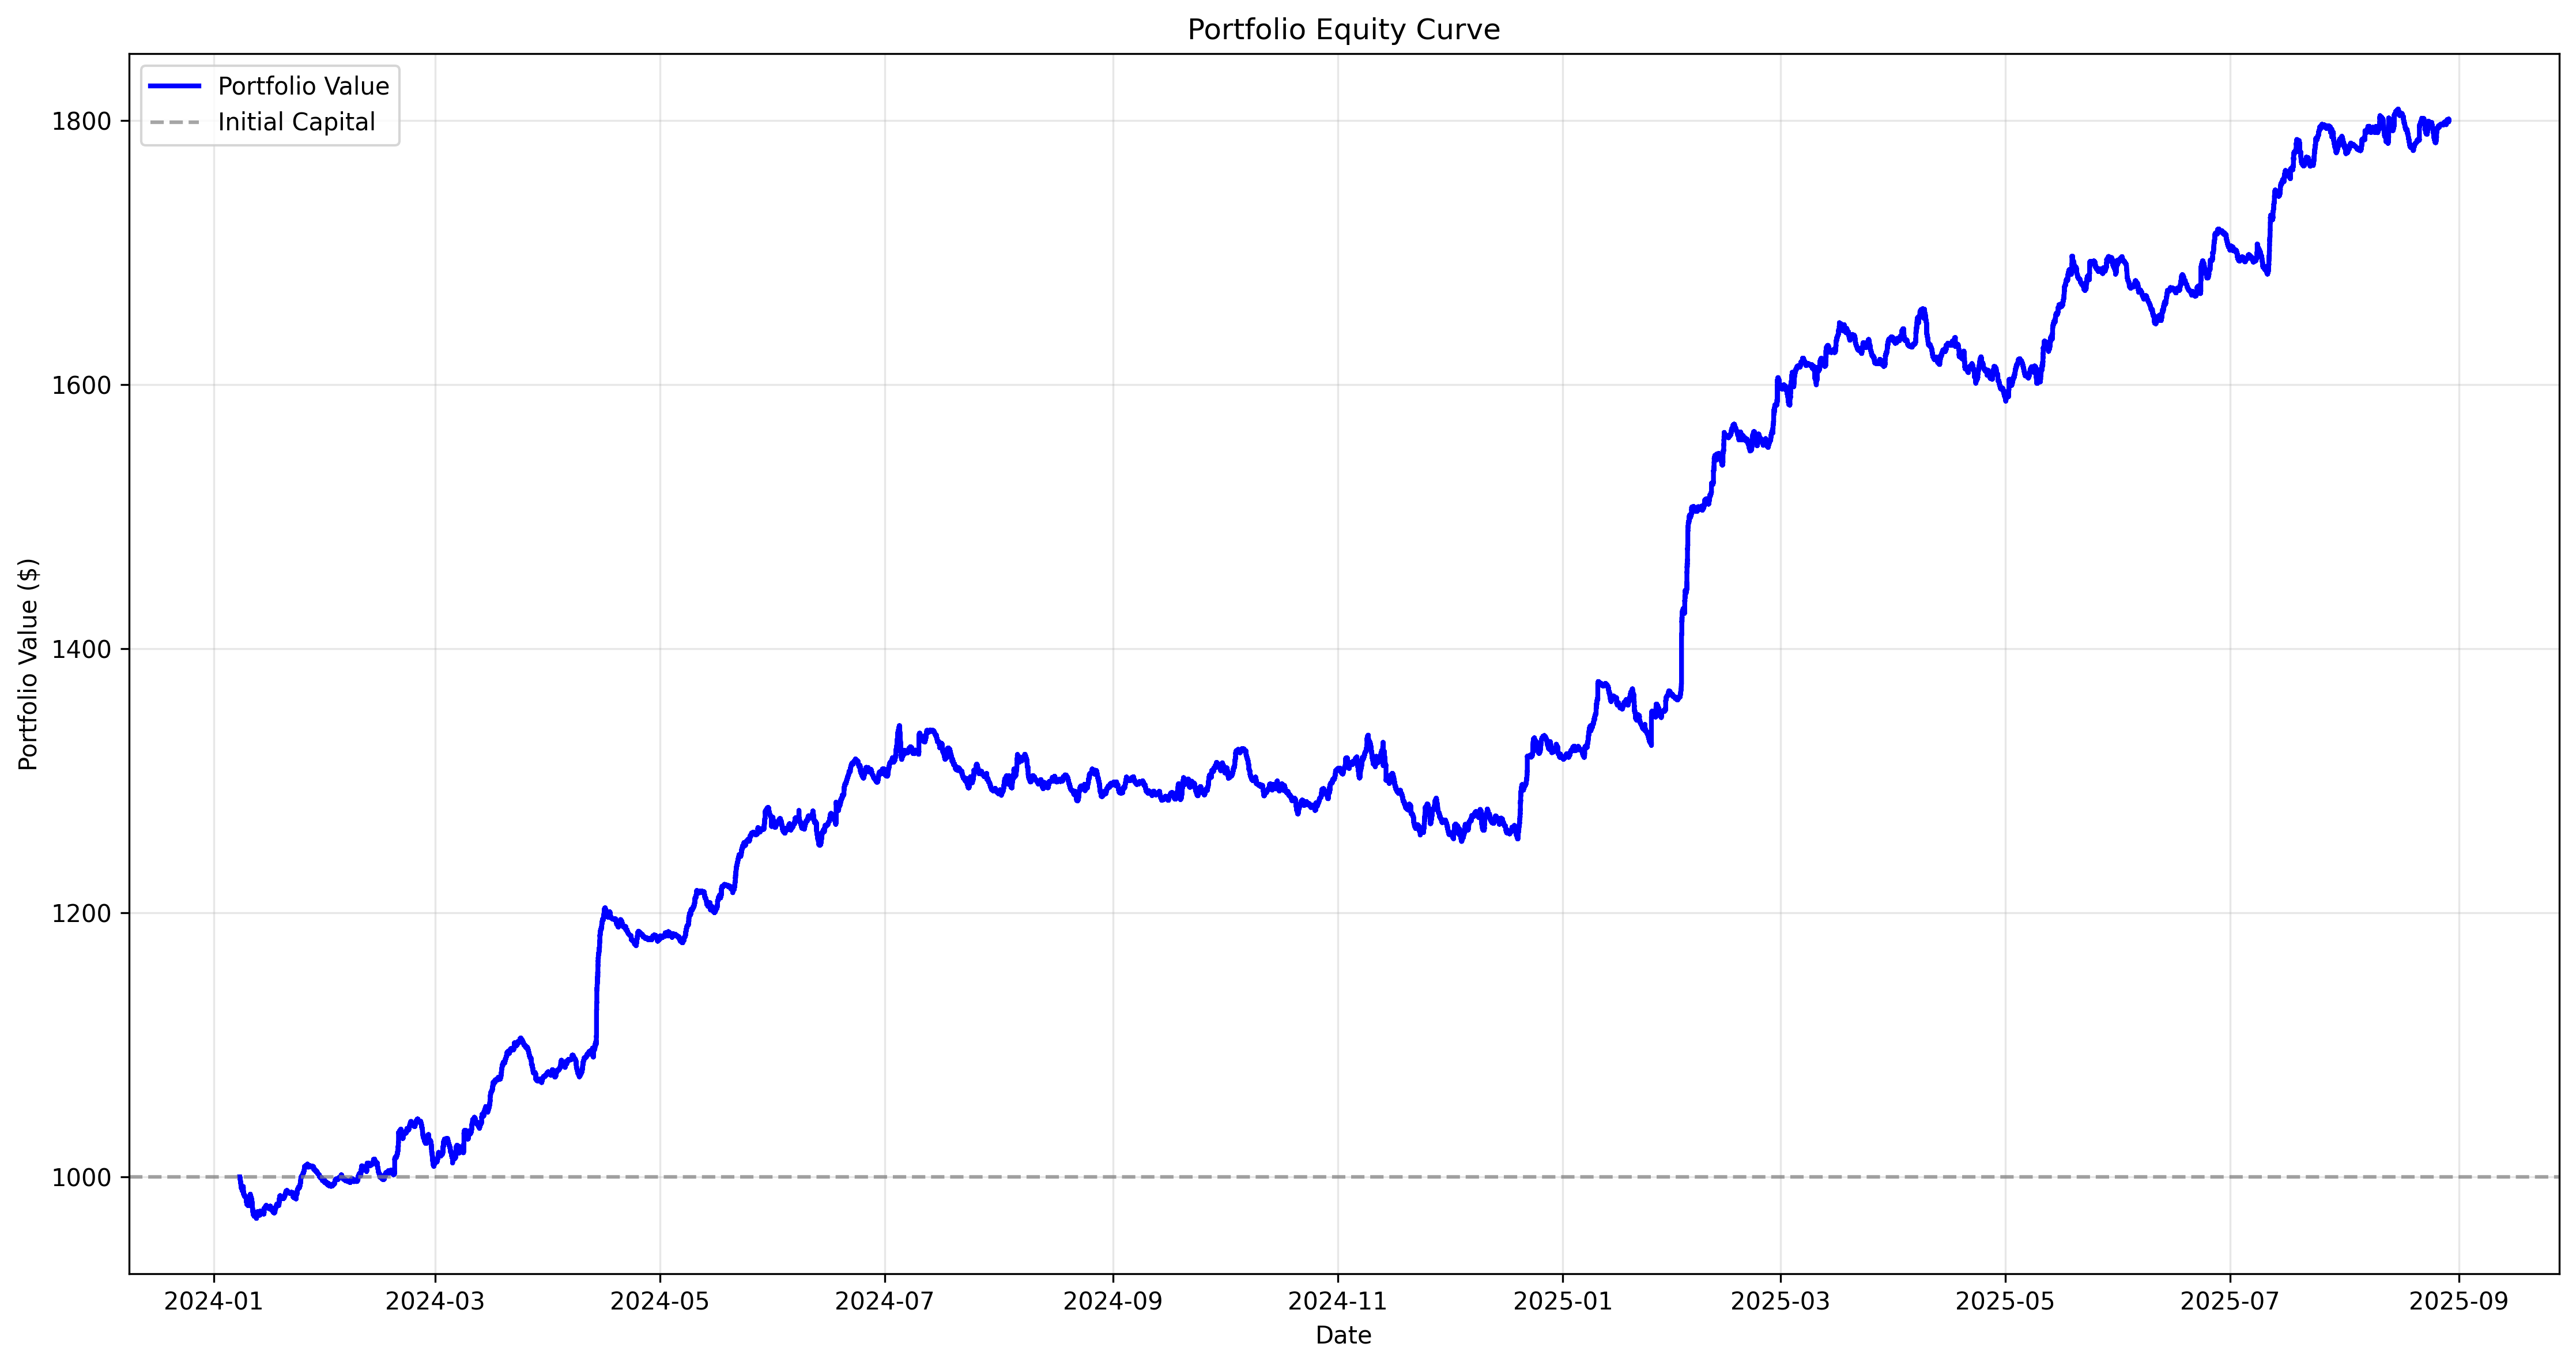 Portfolio Equity Curve
Portfolio Value
Initial Capital
1800
1600
1400
1200
1000
Portfolio Value ($)
2024-01 2024-03 2024-05 2024-07 2024-09 2024-11 2025-01 2025-03 2025-05 2025-07 2025-09
Date